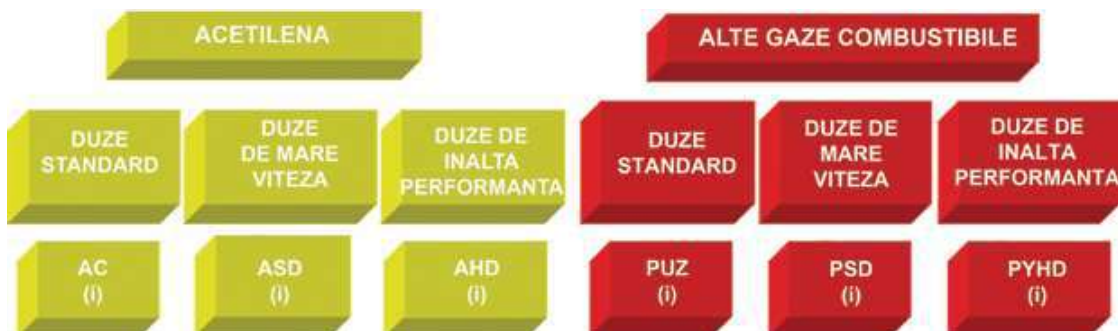 ACETILENA
ALTE GAZE COMBUSTIBILE
DUZE
STANDARD
DUZE
DE MARE
VITEZA
DUZE DE
INALTA
PERFORMANTA
DUZE
STANDARD
DUZE DE
MARE
VITEZA
DUZE DE
INALTA
PERFORMANTA
AC
(i)
ASD
(i)
AHD
(i)
PUZ
(i)
PSD
(i)
PYHD
(i)